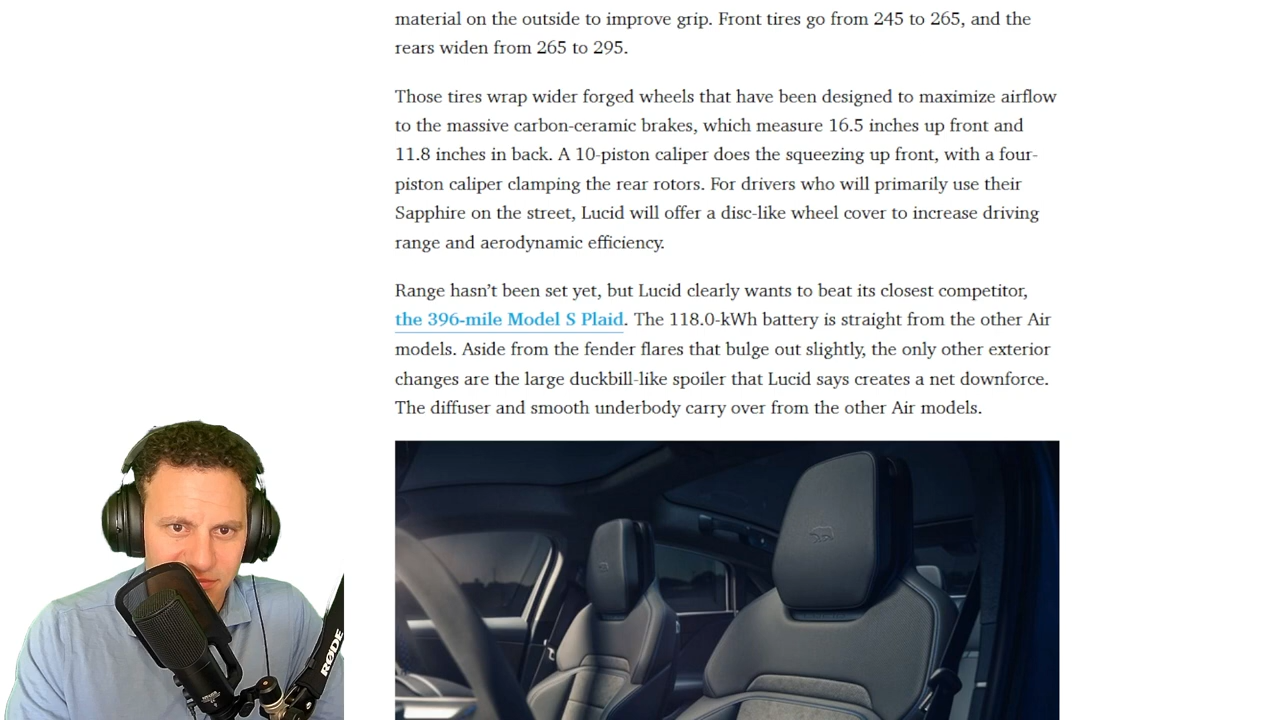 material on the outside to improve grip. Front tires go from 245 to 265, and the
rears widen from 265 to 295.
Those tires wrap wider forged wheels that have been designed to maximize airflow
to the massive carbon-ceramic brakes, which measure 16.5 inches up front and
11.8 inches in back. A 10-piston caliper does the squeezing up front, with a four-
piston caliper clamping the rear rotors. For drivers who will primarily use their
Sapphire on the street, Lucid will offer a disc-like wheel cover to increase driving
range and aerodynamic efficiency.
Range hasn’t been set yet, but Lucid clearly wants to beat its closest competitor,
the 396-mile Model S Plaid. The 118.0-kWh battery is straight from the other Air
models. Aside from the fender flares that bulge out slightly, the only other exterior
changes are the large duckbill-like spoiler that Lucid says creates a net downforce.
The diffuser and smooth underbody carry over from the other Air models.
RØDE